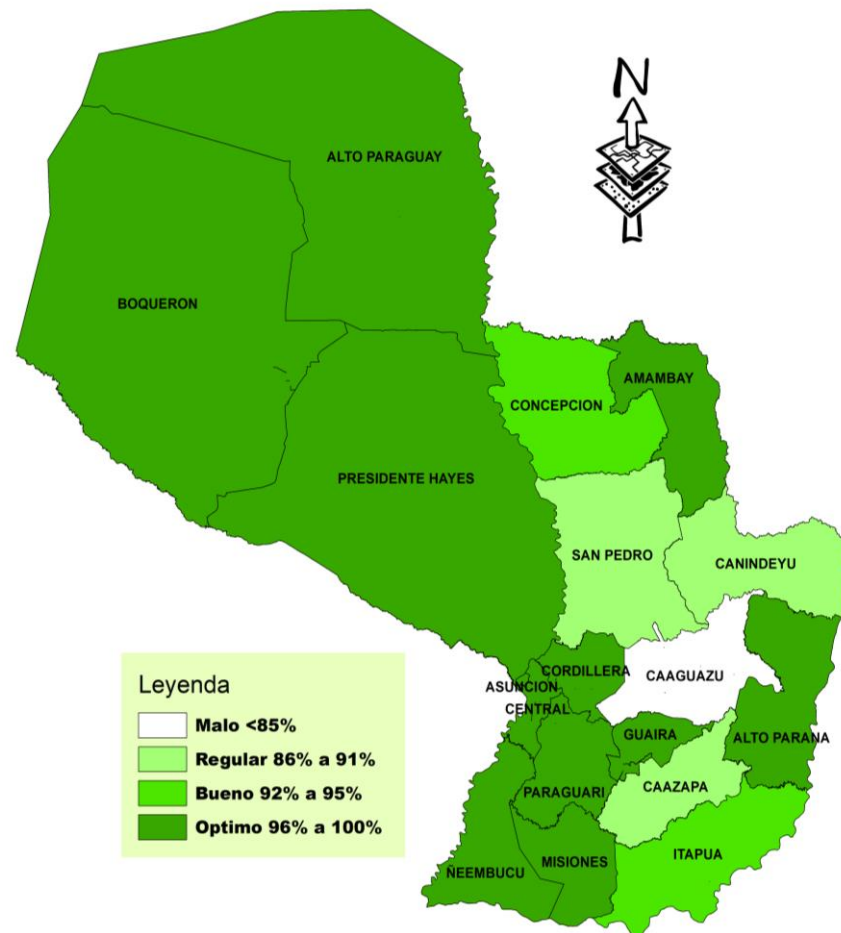 N
ALTO PARAGUAY
BOQUERON
AMAMBAY
CONCEPCION
PRESIDENTE HAYES
SAN PEDRO
CANINDEYU
CORDILLERA
CAAGUAZU
ASUNCION
CENTRAL
GUAIRA
ALTO PARANA
CAAZAPA
PARAGUARI
ITAPUA
MISIONES
ÑEEMBUCU
Leyenda
Malo <85%
Regular 86% a 91%
Bueno 92% a 95%
Optimo 96% a 100%